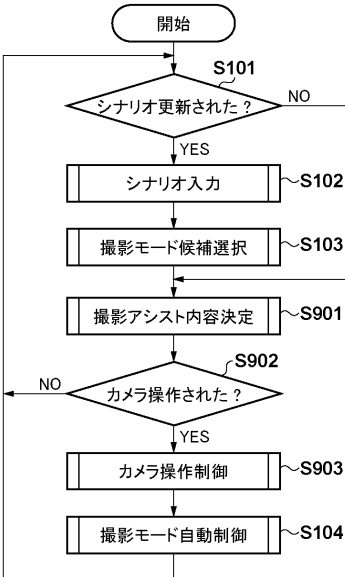 開始
S101
シナリオ更新された?
NO
YES
シナリオ入力
S102
撮影モード候補選択
S103
撮影アシスト内容決定
S901
S902
カメラ操作された?
NO
YES
カメラ操作制御
S903
撮影モード自動制御
S104